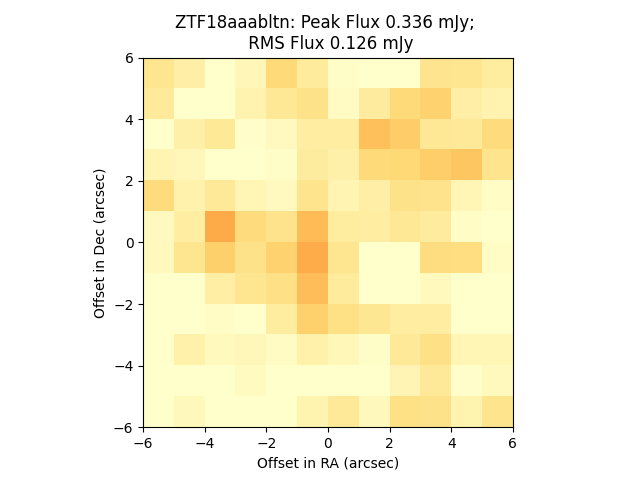 ZTF18aaabltn: Peak Flux 0.336 mJy;
RMS Flux 0.126 mJy
6
4
2
0
−2
−4
−6
Offset in Dec (arcsec)
−6 −4 −2 0 2 4 6
Offset in RA (arcsec)